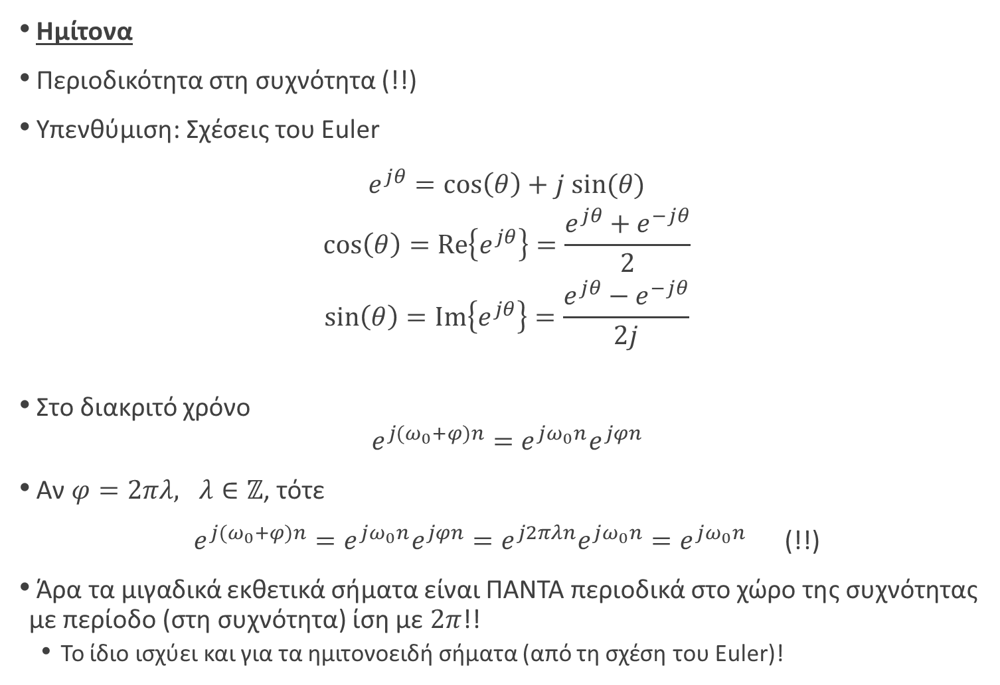 • Ημίτονα
• Περιοδικότητα στη συχνότητα (!!)
• Υπενθύμιση: Σχέσεις του Euler
$e^{j\theta} = \cos(\theta) + j \sin(\theta)$
$\cos(\theta) = \mathrm{Re}\{e^{j\theta}\} = \frac{e^{j\theta} + e^{-j\theta}}{2}$
$\sin(\theta) = \mathrm{Im}\{e^{j\theta}\} = \frac{e^{j\theta} - e^{-j\theta}}{2j}$
• Στο διακριτό χρόνο
$e^{j(\omega_0+\varphi)n} = e^{j\omega_0 n} e^{j\varphi n}$
• Αν $\varphi = 2\pi\lambda, \ \lambda \in \mathbb{Z}$, τότε
$e^{j(\omega_0+\varphi)n} = e^{j\omega_0 n} e^{j\varphi n} = e^{j2\pi\lambda n} e^{j\omega_0 n} = e^{j\omega_0 n}$ (!!)
• Άρα τα μιγαδικά εκθετικά σήματα είναι ΠΑΝΤΑ περιοδικά στο χώρο της συχνότητας
με περίοδο (στη συχνότητα) ίση με $2\pi$!!
• Το ίδιο ισχύει και για τα ημιτονοειδή σήματα (από τη σχέση του Euler)!